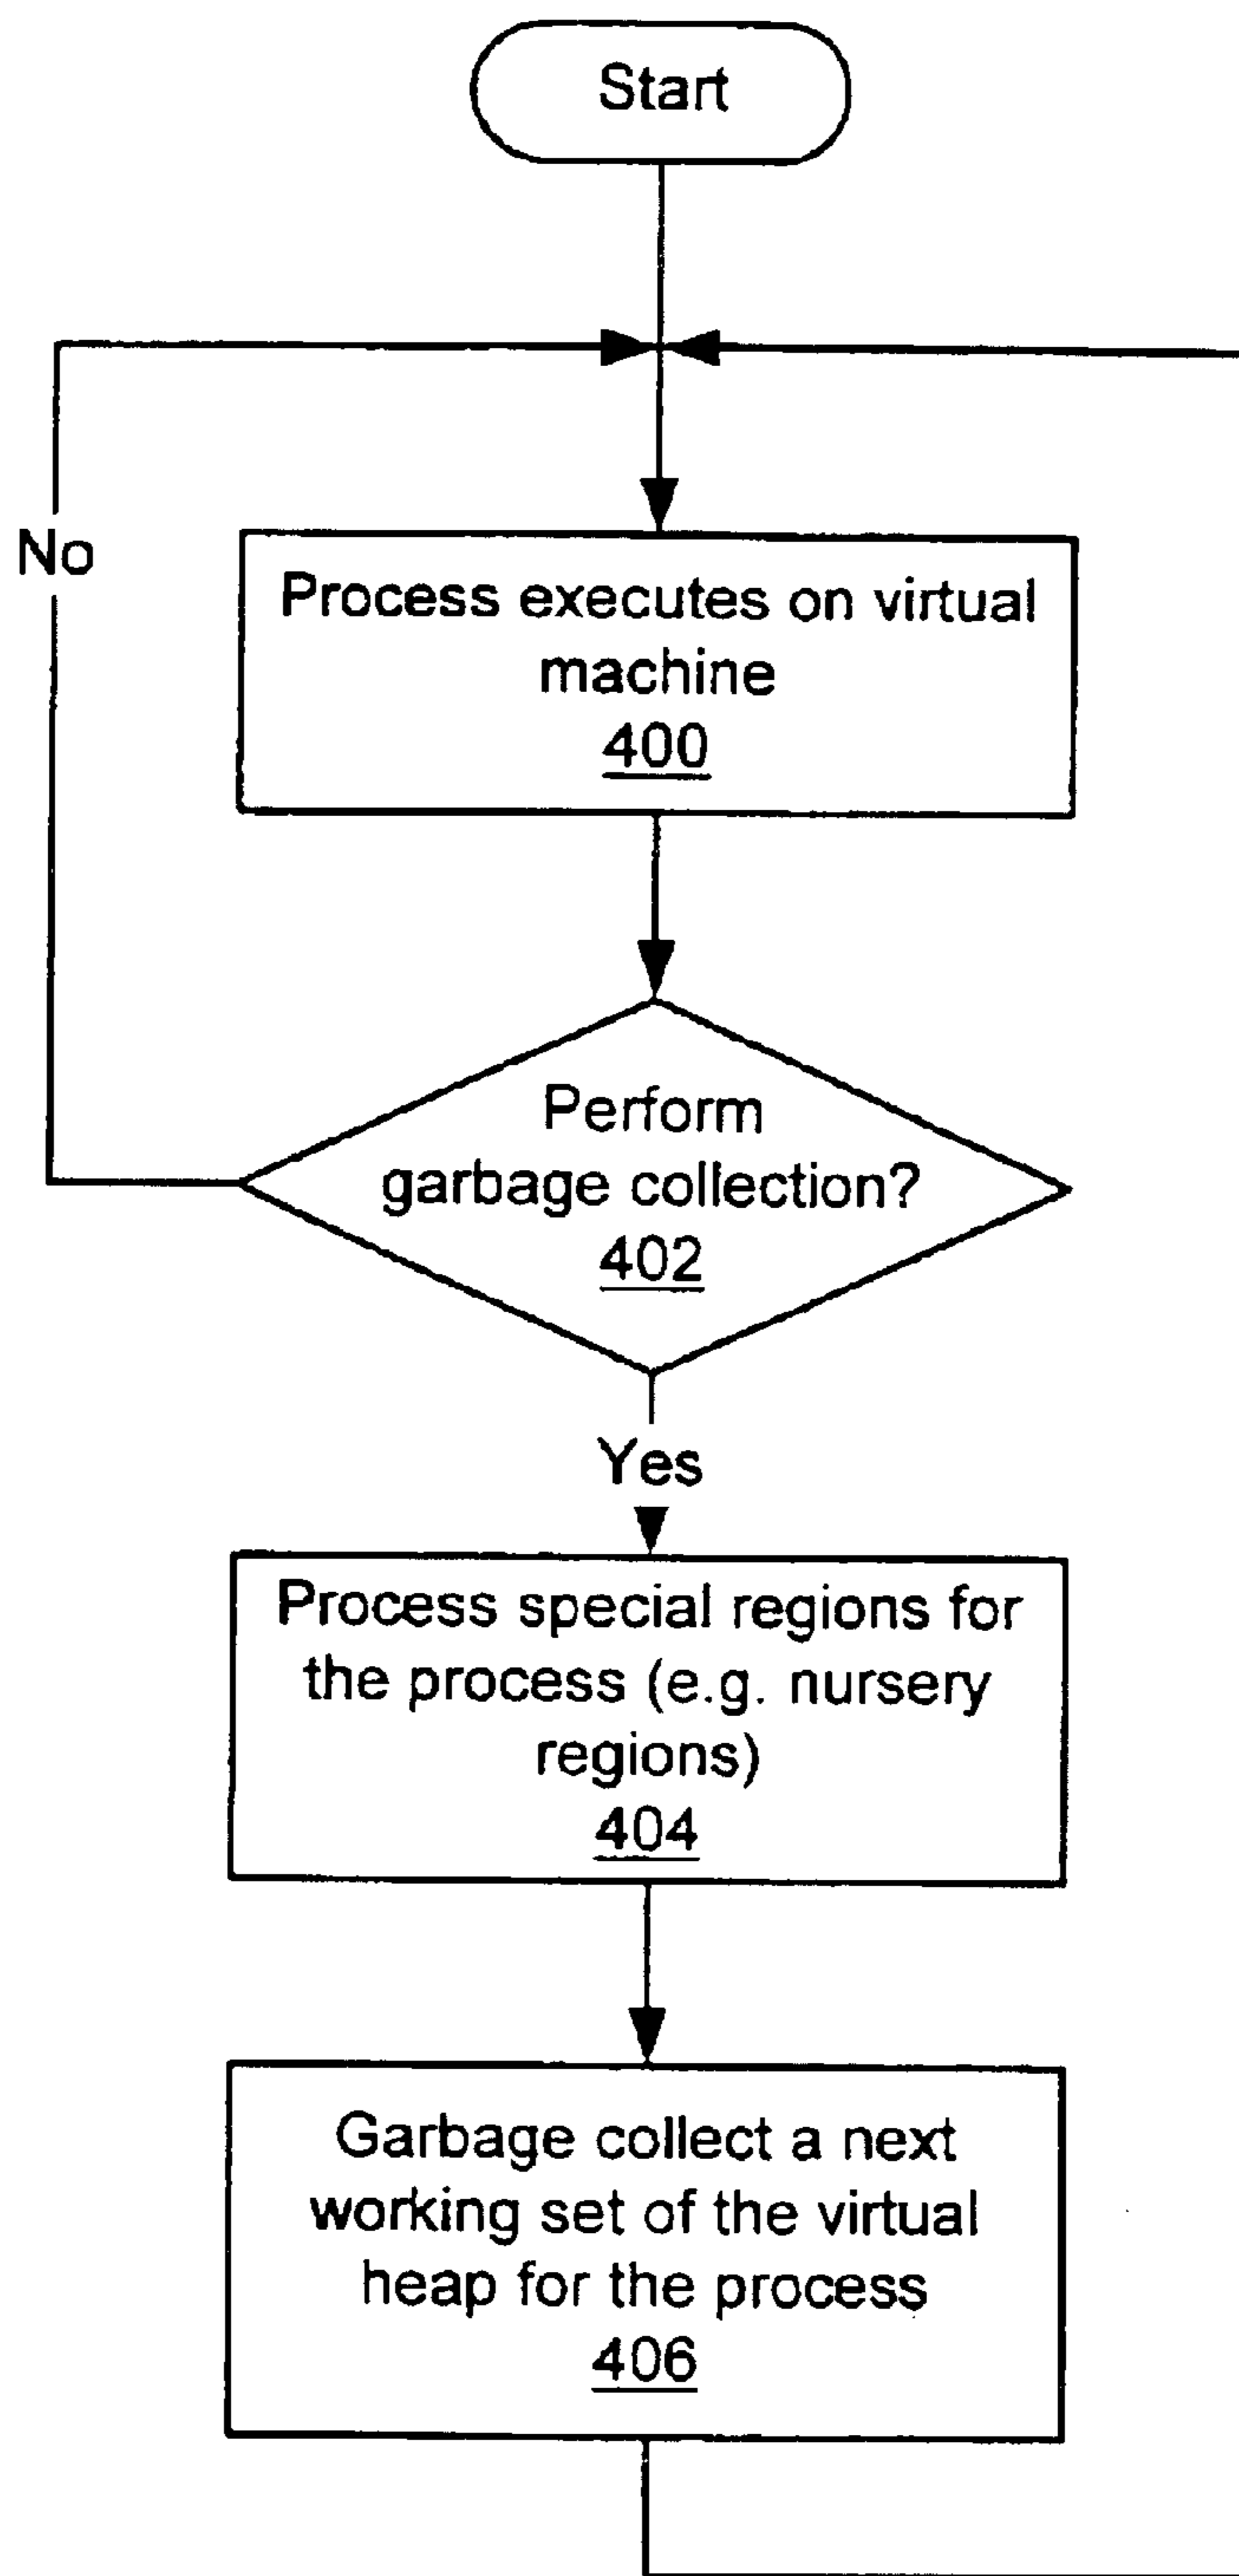 Start
No
Process executes on virtual
machine
400
Perform
garbage collection?
402
Yes
Process special regions for
the process (e.g. nursery
regions)
404
Garbage collect a next
working set of the virtual
heap for the process
406